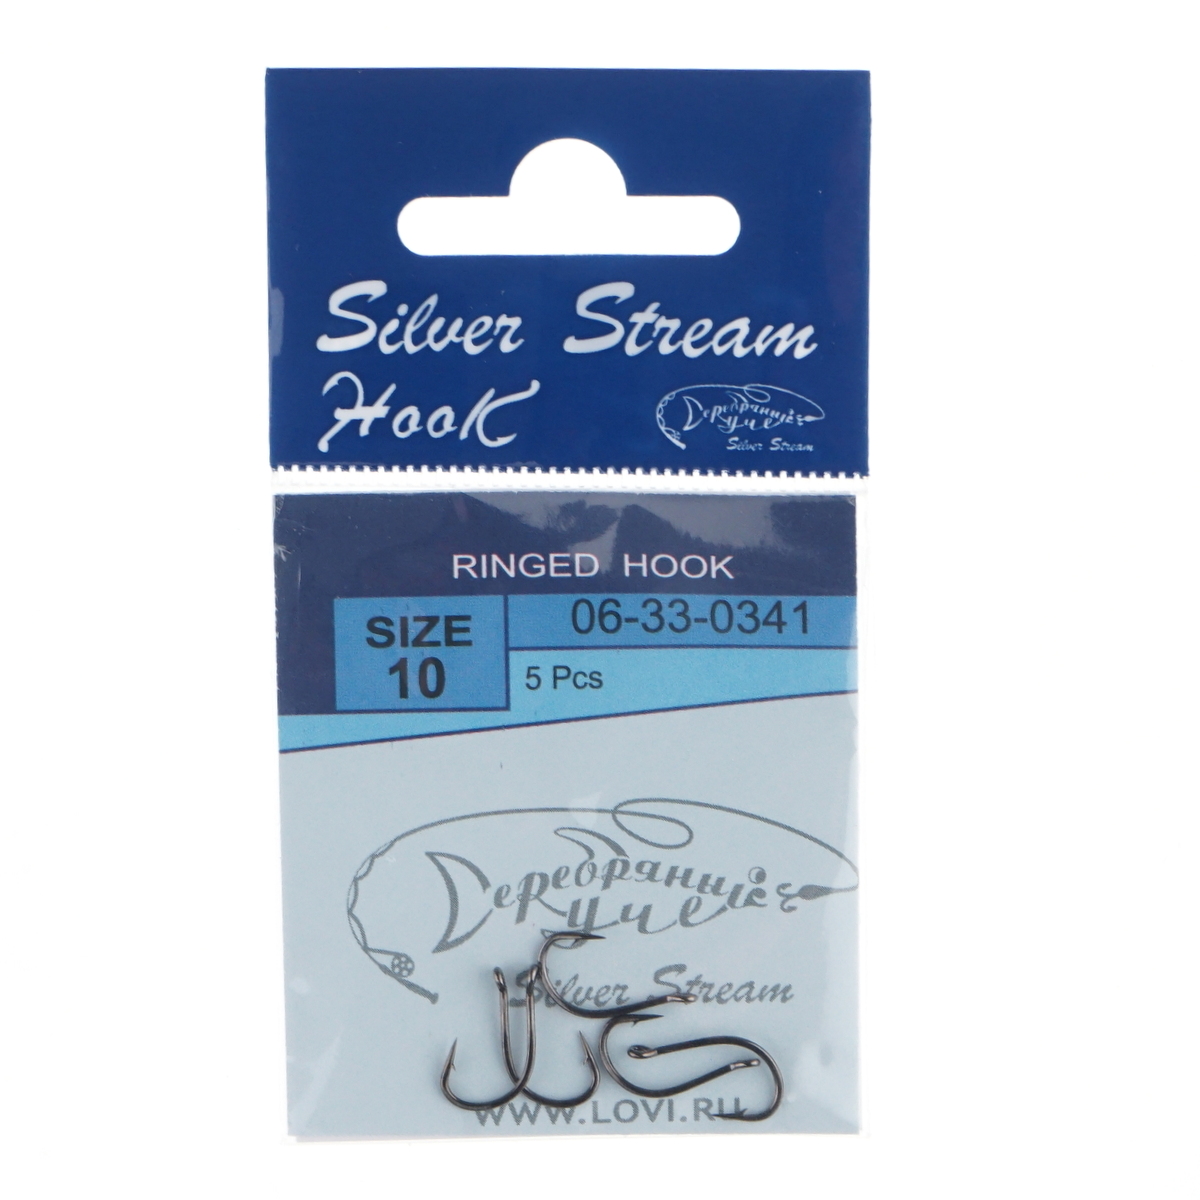 Silver Stream
Hook
Серебряный
Ручей
Silver Stream
RINGED HOOK
SIZE
10
06-33-0341
5 Pcs
Серебряный
Ручей
Silver Stream
WWW.LOVI.RU